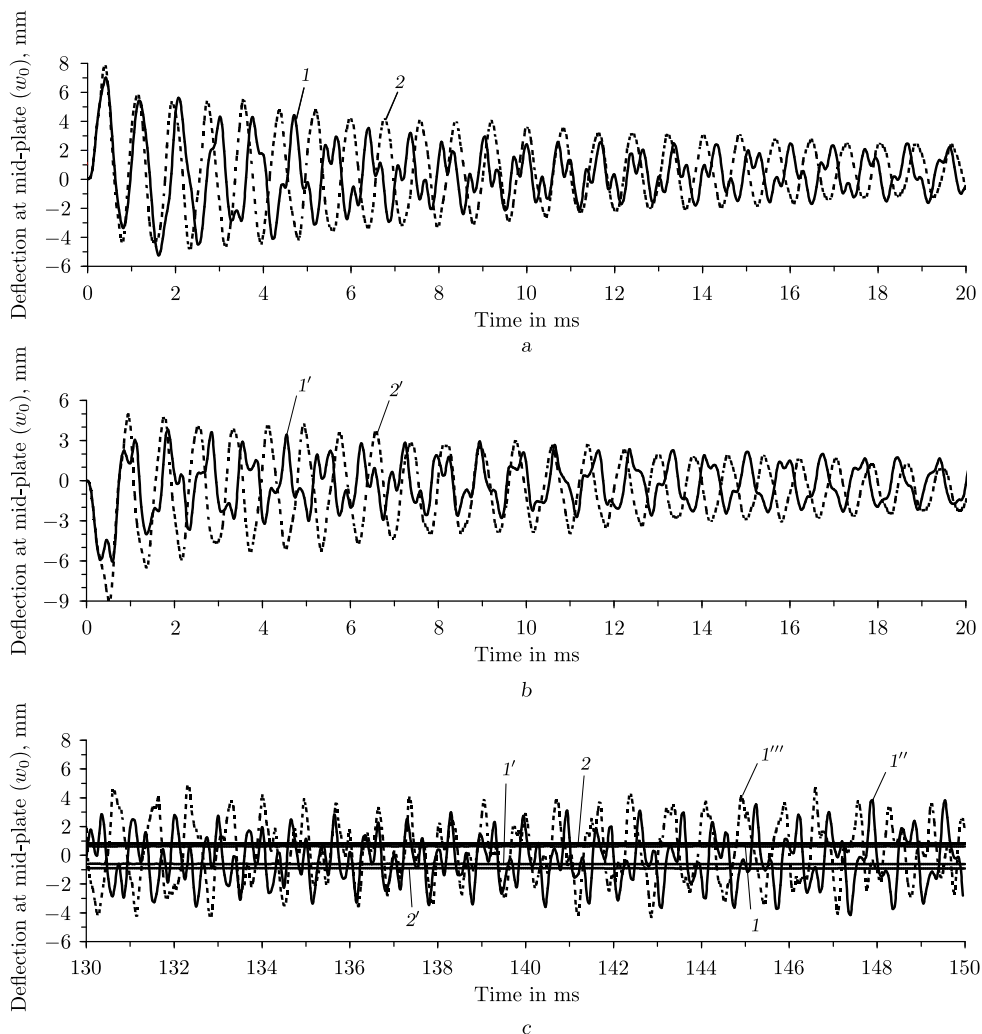 Deflection at mid-plate (w₀), mm
8
6
4
2
0
−2
−4
−6
1
2
0 2 4 6 8 10 12 14 16 18 20
Time in ms
a
Deflection at mid-plate (w₀), mm
6
3
0
−3
−6
−9
1′
2′
0 2 4 6 8 10 12 14 16 18 20
Time in ms
b
Deflection at mid-plate (w₀), mm
8
6
4
2
0
−2
−4
−6
1′
2
1‴
1″
2′
1
130 132 134 136 138 140 142 144 146 148 150
Time in ms
c